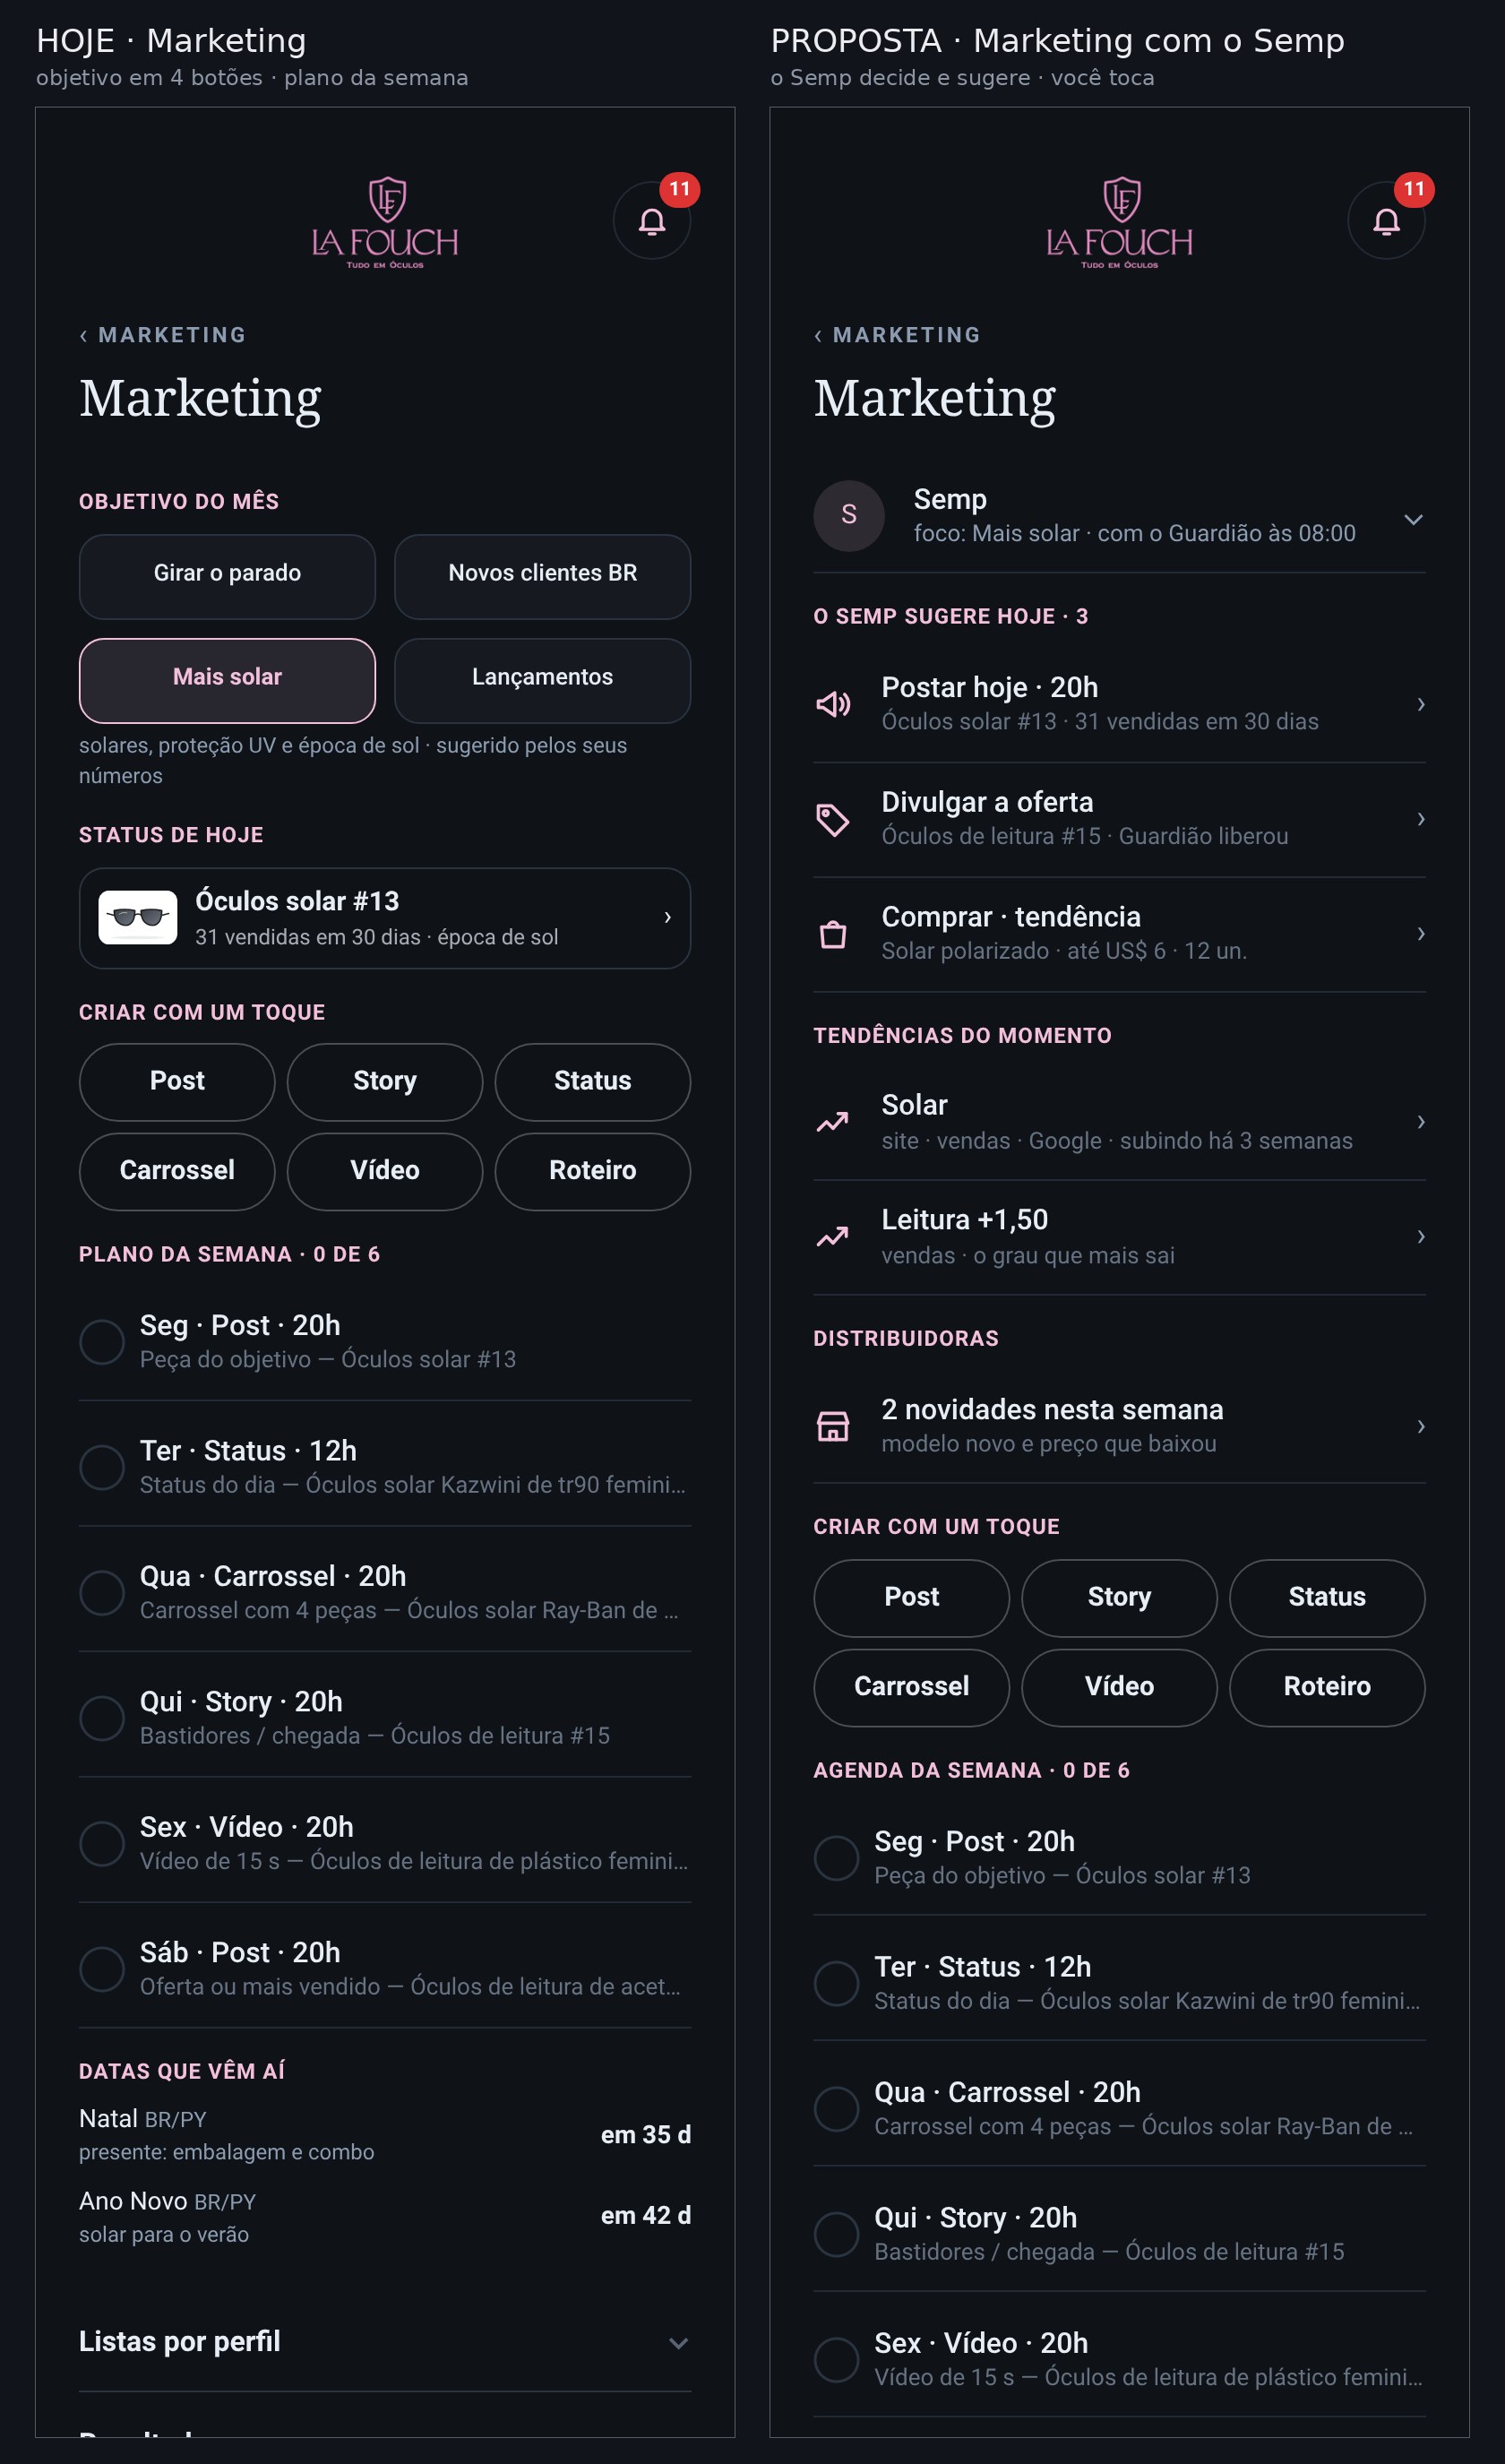 HOJE · Marketing
objetivo em 4 botões · plano da semana
LF
LA FOUCH
TUDO EM ÓCULOS
11
‹ MARKETING
Marketing
OBJETIVO DO MÊS
Girar o parado
Novos clientes BR
Mais solar
Lançamentos
solares, proteção UV e época de sol · sugerido pelos seus
números
STATUS DE HOJE
Óculos solar #13
31 vendidas em 30 dias · época de sol
›
CRIAR COM UM TOQUE
Post
Story
Status
Carrossel
Vídeo
Roteiro
PLANO DA SEMANA · 0 DE 6
Seg · Post · 20h
Peça do objetivo — Óculos solar #13
Ter · Status · 12h
Status do dia — Óculos solar Kazwini de tr90 femini...
Qua · Carrossel · 20h
Carrossel com 4 peças — Óculos solar Ray-Ban de ...
Qui · Story · 20h
Bastidores / chegada — Óculos de leitura #15
Sex · Vídeo · 20h
Vídeo de 15 s — Óculos de leitura de plástico femini...
Sáb · Post · 20h
Oferta ou mais vendido — Óculos de leitura de acet...
DATAS QUE VÊM AÍ
Natal BR/PY
presente: embalagem e combo
em 35 d
Ano Novo BR/PY
solar para o verão
em 42 d
Listas por perfil
PROPOSTA · Marketing com o Semp
o Semp decide e sugere · você toca
LF
LA FOUCH
TUDO EM ÓCULOS
11
‹ MARKETING
Marketing
S
Semp
foco: Mais solar · com o Guardião às 08:00
O SEMP SUGERE HOJE · 3
Postar hoje · 20h
Óculos solar #13 · 31 vendidas em 30 dias
›
Divulgar a oferta
Óculos de leitura #15 · Guardião liberou
›
Comprar · tendência
Solar polarizado · até US$ 6 · 12 un.
›
TENDÊNCIAS DO MOMENTO
Solar
site · vendas · Google · subindo há 3 semanas
›
Leitura +1,50
vendas · o grau que mais sai
›
DISTRIBUIDORAS
2 novidades nesta semana
modelo novo e preço que baixou
›
CRIAR COM UM TOQUE
Post
Story
Status
Carrossel
Vídeo
Roteiro
AGENDA DA SEMANA · 0 DE 6
Seg · Post · 20h
Peça do objetivo — Óculos solar #13
Ter · Status · 12h
Status do dia — Óculos solar Kazwini de tr90 femini...
Qua · Carrossel · 20h
Carrossel com 4 peças — Óculos solar Ray-Ban de ...
Qui · Story · 20h
Bastidores / chegada — Óculos de leitura #15
Sex · Vídeo · 20h
Vídeo de 15 s — Óculos de leitura de plástico femini...